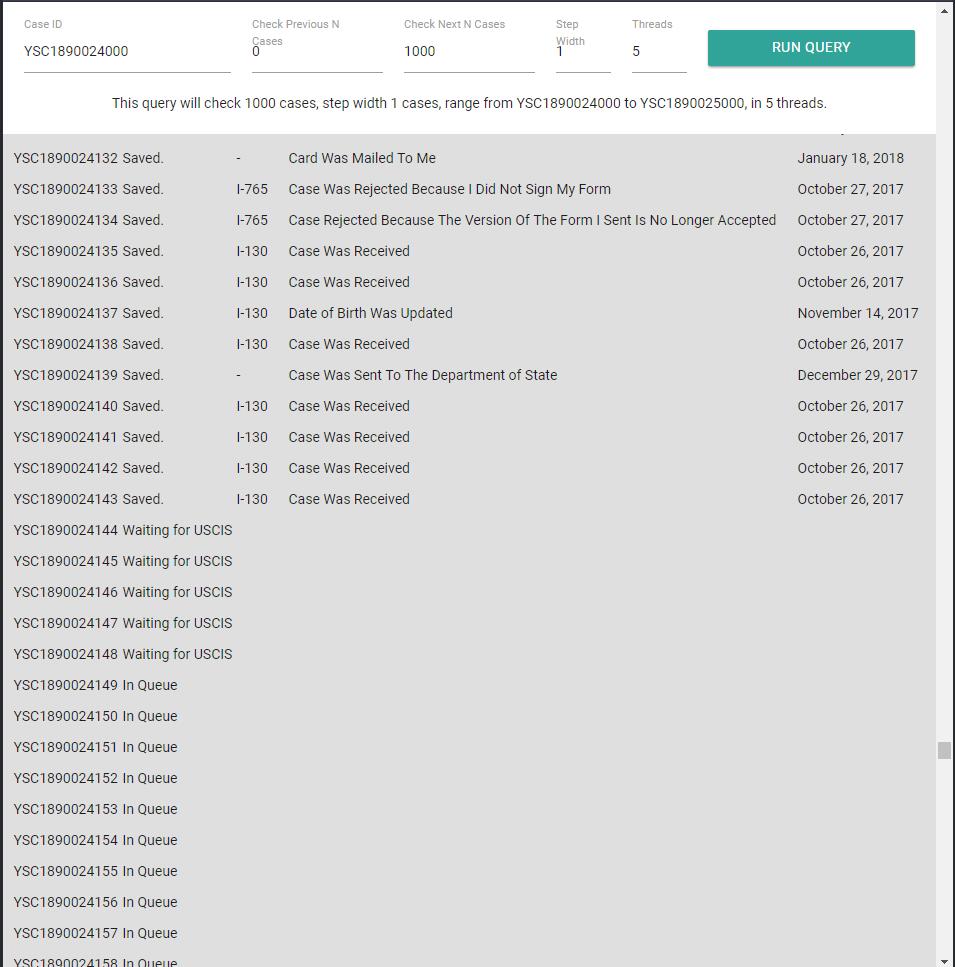 Case ID
Check Previous N Cases
Check Next N Cases
Step Width
Threads
YSC1890024000
0
1000
1
5
RUN QUERY
This query will check 1000 cases, step width 1 cases, range from YSC1890024000 to YSC1890025000, in 5 threads.
YSC1890024132 Saved. - Card Was Mailed To Me January 18, 2018
YSC1890024133 Saved. I-765 Case Was Rejected Because I Did Not Sign My Form October 27, 2017
YSC1890024134 Saved. I-765 Case Rejected Because The Version Of The Form I Sent Is No Longer Accepted October 27, 2017
YSC1890024135 Saved. I-130 Case Was Received October 26, 2017
YSC1890024136 Saved. I-130 Case Was Received October 26, 2017
YSC1890024137 Saved. I-130 Date of Birth Was Updated November 14, 2017
YSC1890024138 Saved. I-130 Case Was Received October 26, 2017
YSC1890024139 Saved. - Case Was Sent To The Department of State December 29, 2017
YSC1890024140 Saved. I-130 Case Was Received October 26, 2017
YSC1890024141 Saved. I-130 Case Was Received October 26, 2017
YSC1890024142 Saved. I-130 Case Was Received October 26, 2017
YSC1890024143 Saved. I-130 Case Was Received October 26, 2017
YSC1890024144 Waiting for USCIS
YSC1890024145 Waiting for USCIS
YSC1890024146 Waiting for USCIS
YSC1890024147 Waiting for USCIS
YSC1890024148 Waiting for USCIS
YSC1890024149 In Queue
YSC1890024150 In Queue
YSC1890024151 In Queue
YSC1890024152 In Queue
YSC1890024153 In Queue
YSC1890024154 In Queue
YSC1890024155 In Queue
YSC1890024156 In Queue
YSC1890024157 In Queue
YSC1890024158 In Queue